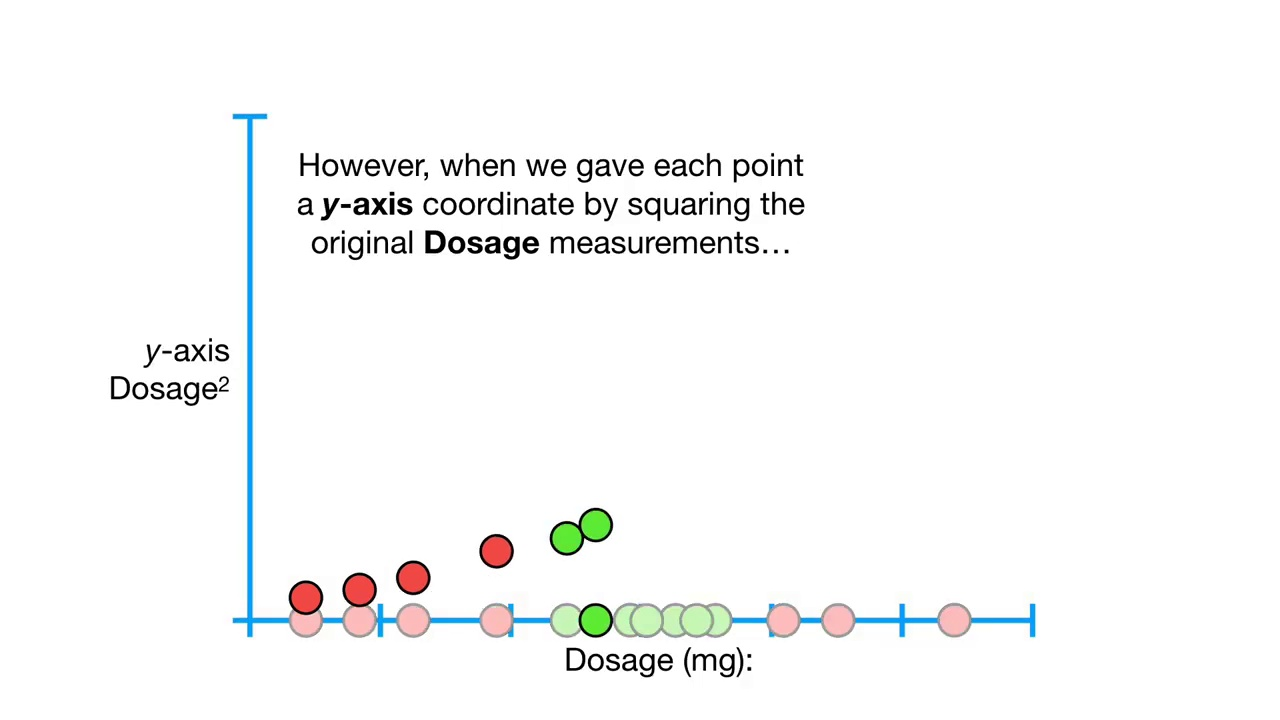 However, when we gave each point
a y-axis coordinate by squaring the
original Dosage measurements…
y-axis
Dosage²
Dosage (mg):